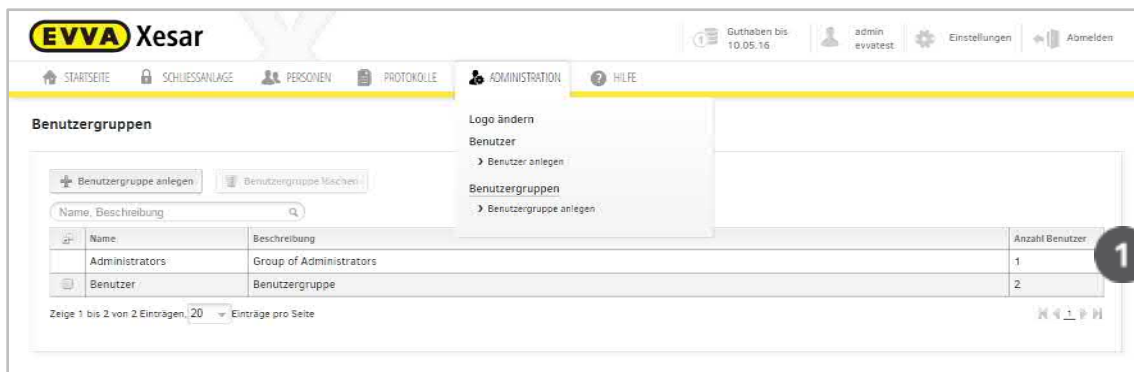 EVVA Xesar
Guthaben bis
10.05.16
admin
evvatest
Einstellungen
Abmelden
STARTSEITE SCHLIESSANLAGE PERSONEN PROTOKOLLE ADMINISTRATION HILFE
Benutzergruppen
Logo ändern
Benutzer
Benutzer anlegen
Benutzergruppen
Benutzergruppe anlegen
Benutzergruppe anlegen Benutzergruppe löschen
Name, Beschreibung
Name Beschreibung Anzahl Benutzer
Administrators Group of Administrators 1
Benutzer Benutzergruppe 2
Zeige 1 bis 2 von 2 Einträgen, 20 Einträge pro Seite 1
1